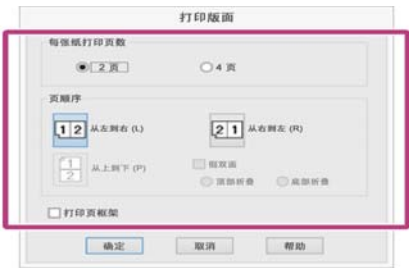 打印版面
每张纸打印页数
2 页
4 页
页顺序
1 2 从左到右 (L)
2 1 从右到左 (R)
1 2 从上到下 (P)
假双面
顶部折叠
底部折叠
打印页框架
确定
取消
帮助